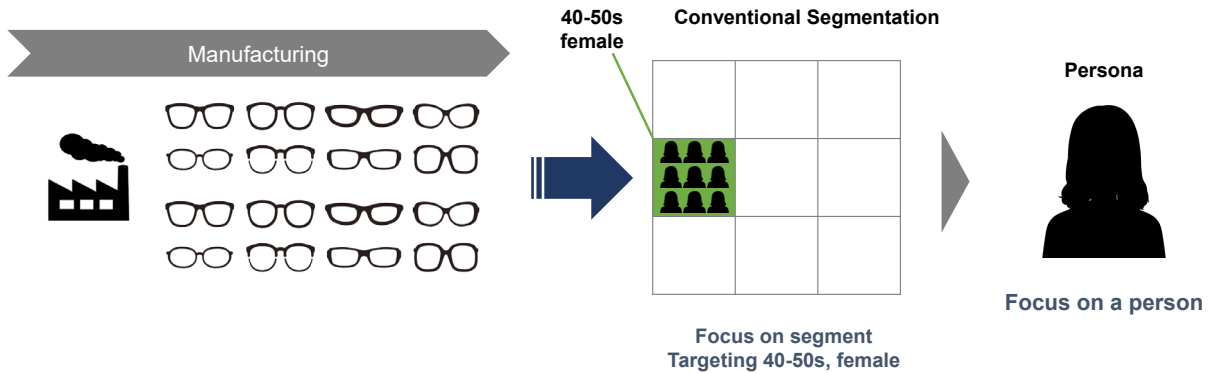 Manufacturing
40-50s
female
Conventional Segmentation
Persona
Focus on segment
Targeting 40-50s, female
Focus on a person